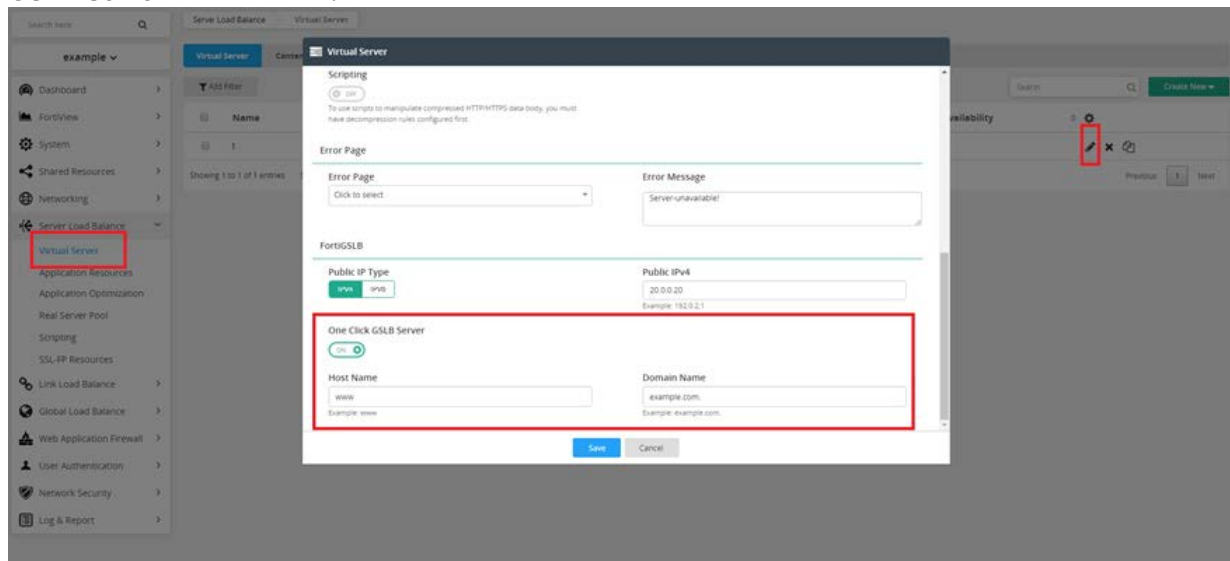 Search here
Server Load Balance
Virtual Server
example
Virtual Server
Virtual Server
Dashboard
FortiView
System
Shared Resources
Networking
Server Load Balance
Virtual Server
Application Resources
Application Optimization
Real Server Pool
Scripting
SSL-FP Resources
Link Load Balance
Global Load Balance
Web Application Firewall
User Authentication
Network Security
Log & Report
Add Filter
Search
Create New
Name
1
Showing 1 to 1 of 1 entries
Previous 1 Next
Scripting
To use scripts to manipulate compressed HTTP/HTTPS data body, you must
have decompression rules configured first.
Error Page
Error Page
Click to select
Error Message
Server-unavailable!
FortiGSLB
Public IP Type
IPv4 IPv6
Public IPv4
20.0.0.20
Example: 192.0.2.1
One Click GSLB Server
ON
Host Name
www
Example: www
Domain Name
example.com.
Example: example.com.
Save
Cancel